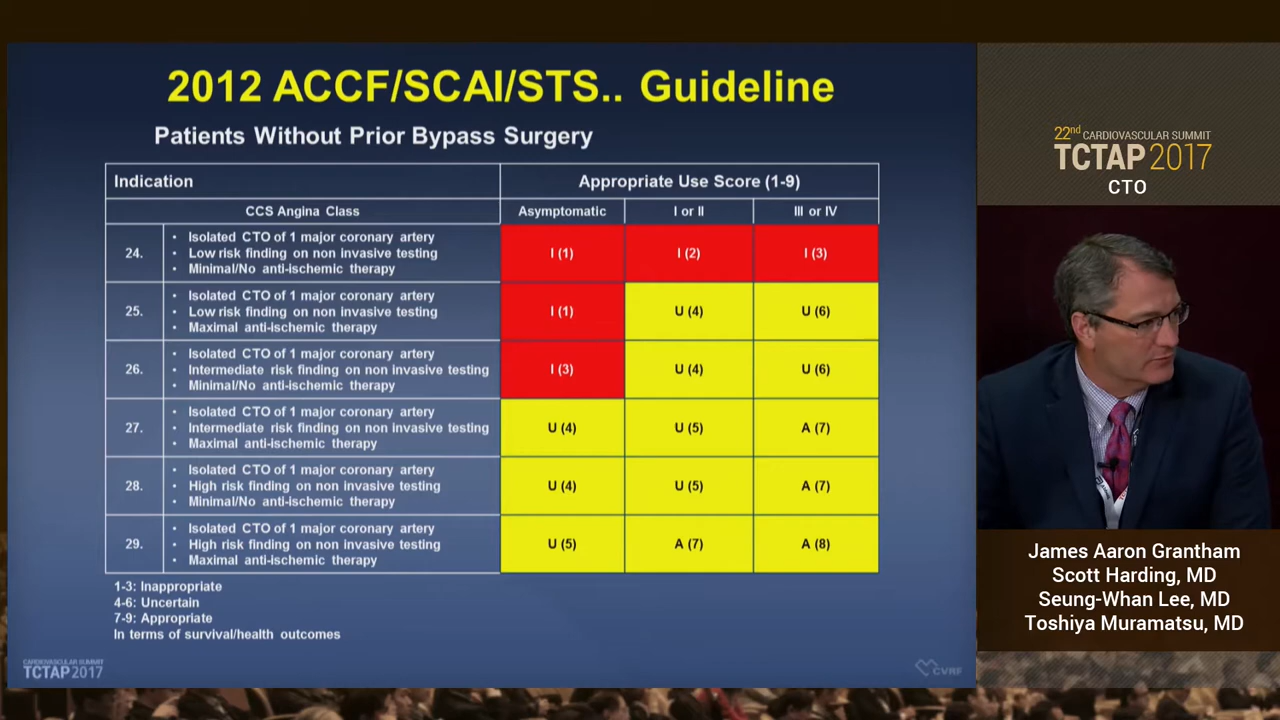 2012 ACCF/SCAI/STS.. Guideline
Patients Without Prior Bypass Surgery
Indication
Appropriate Use Score (1-9)
CCS Angina Class
Asymptomatic
I or II
III or IV
24.
• Isolated CTO of 1 major coronary artery
• Low risk finding on non invasive testing
• Minimal/No anti-ischemic therapy
I (1)
I (2)
I (3)
25.
• Isolated CTO of 1 major coronary artery
• Low risk finding on non invasive testing
• Maximal anti-ischemic therapy
I (1)
U (4)
U (6)
26.
• Isolated CTO of 1 major coronary artery
• Intermediate risk finding on non invasive testing
• Minimal/No anti-ischemic therapy
I (3)
U (4)
U (6)
27.
• Isolated CTO of 1 major coronary artery
• Intermediate risk finding on non invasive testing
• Maximal anti-ischemic therapy
U (4)
U (5)
A (7)
28.
• Isolated CTO of 1 major coronary artery
• High risk finding on non invasive testing
• Minimal/No anti-ischemic therapy
U (4)
U (5)
A (7)
29.
• Isolated CTO of 1 major coronary artery
• High risk finding on non invasive testing
• Maximal anti-ischemic therapy
U (5)
A (7)
A (8)
1-3: Inappropriate
4-6: Uncertain
7-9: Appropriate
In terms of survival/health outcomes
CARDIOVASCULAR SUMMIT
TCTAP2017
CVRF
22nd CARDIOVASCULAR SUMMIT
TCTAP 2017
CTO
James Aaron Grantham
Scott Harding, MD
Seung-Whan Lee, MD
Toshiya Muramatsu, MD